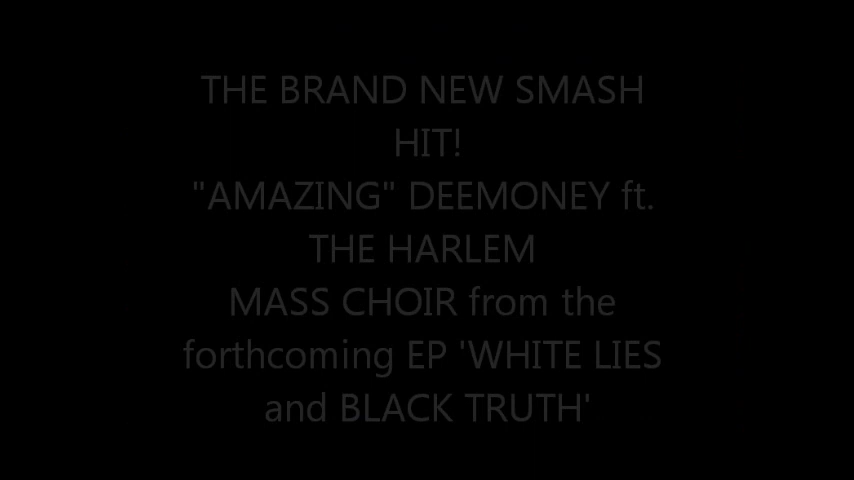 THE BRAND NEW SMASH
HIT!
"AMAZING" DEEMONEY ft.
THE HARLEM
MASS CHOIR from the
forthcoming EP 'WHITE LIES
and BLACK TRUTH'